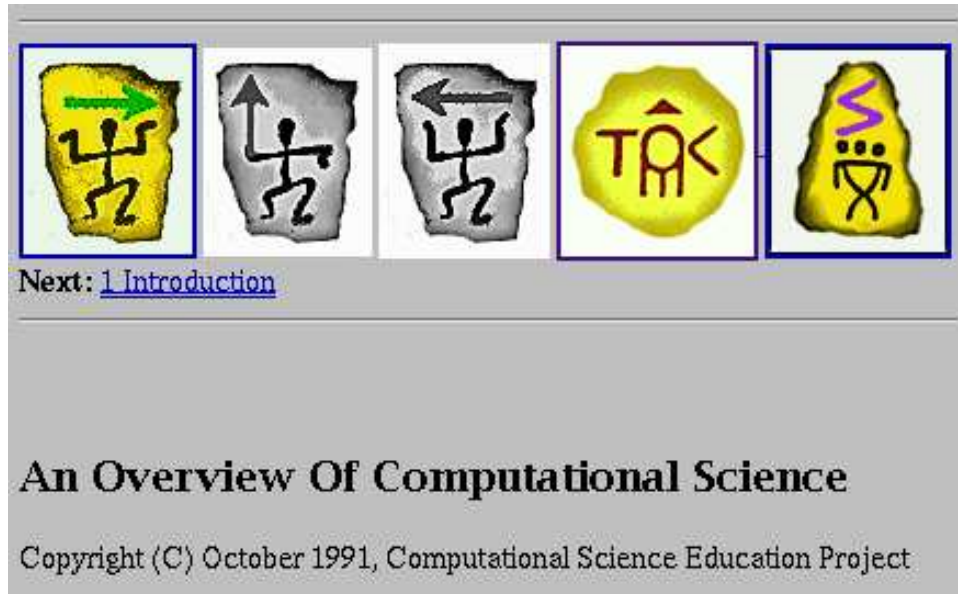 Next: 1 Introduction
An Overview Of Computational Science
Copyright (C) October 1991, Computational Science Education Project